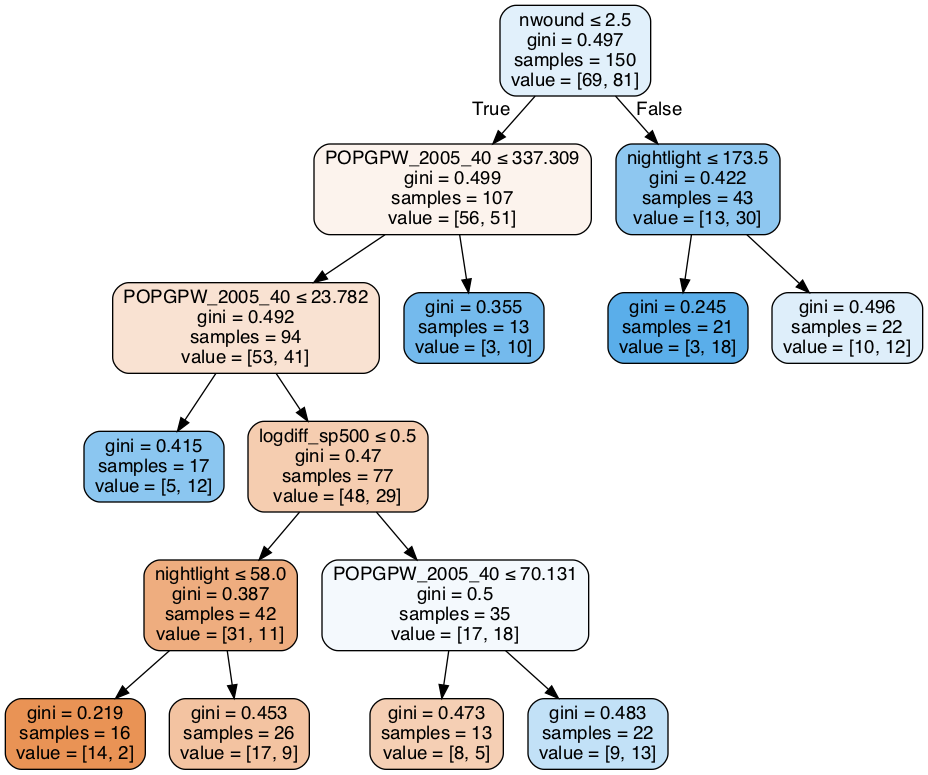 nwound ≤ 2.5
gini = 0.497
samples = 150
value = [69, 81]
True
False
POPGPW_2005_40 ≤ 337.309
gini = 0.499
samples = 107
value = [56, 51]
nightlight ≤ 173.5
gini = 0.422
samples = 43
value = [13, 30]
POPGPW_2005_40 ≤ 23.782
gini = 0.492
samples = 94
value = [53, 41]
gini = 0.355
samples = 13
value = [3, 10]
gini = 0.245
samples = 21
value = [3, 18]
gini = 0.496
samples = 22
value = [10, 12]
gini = 0.415
samples = 17
value = [5, 12]
logdiff_sp500 ≤ 0.5
gini = 0.47
samples = 77
value = [48, 29]
nightlight ≤ 58.0
gini = 0.387
samples = 42
value = [31, 11]
POPGPW_2005_40 ≤ 70.131
gini = 0.5
samples = 35
value = [17, 18]
gini = 0.219
samples = 16
value = [14, 2]
gini = 0.453
samples = 26
value = [17, 9]
gini = 0.473
samples = 13
value = [8, 5]
gini = 0.483
samples = 22
value = [9, 13]